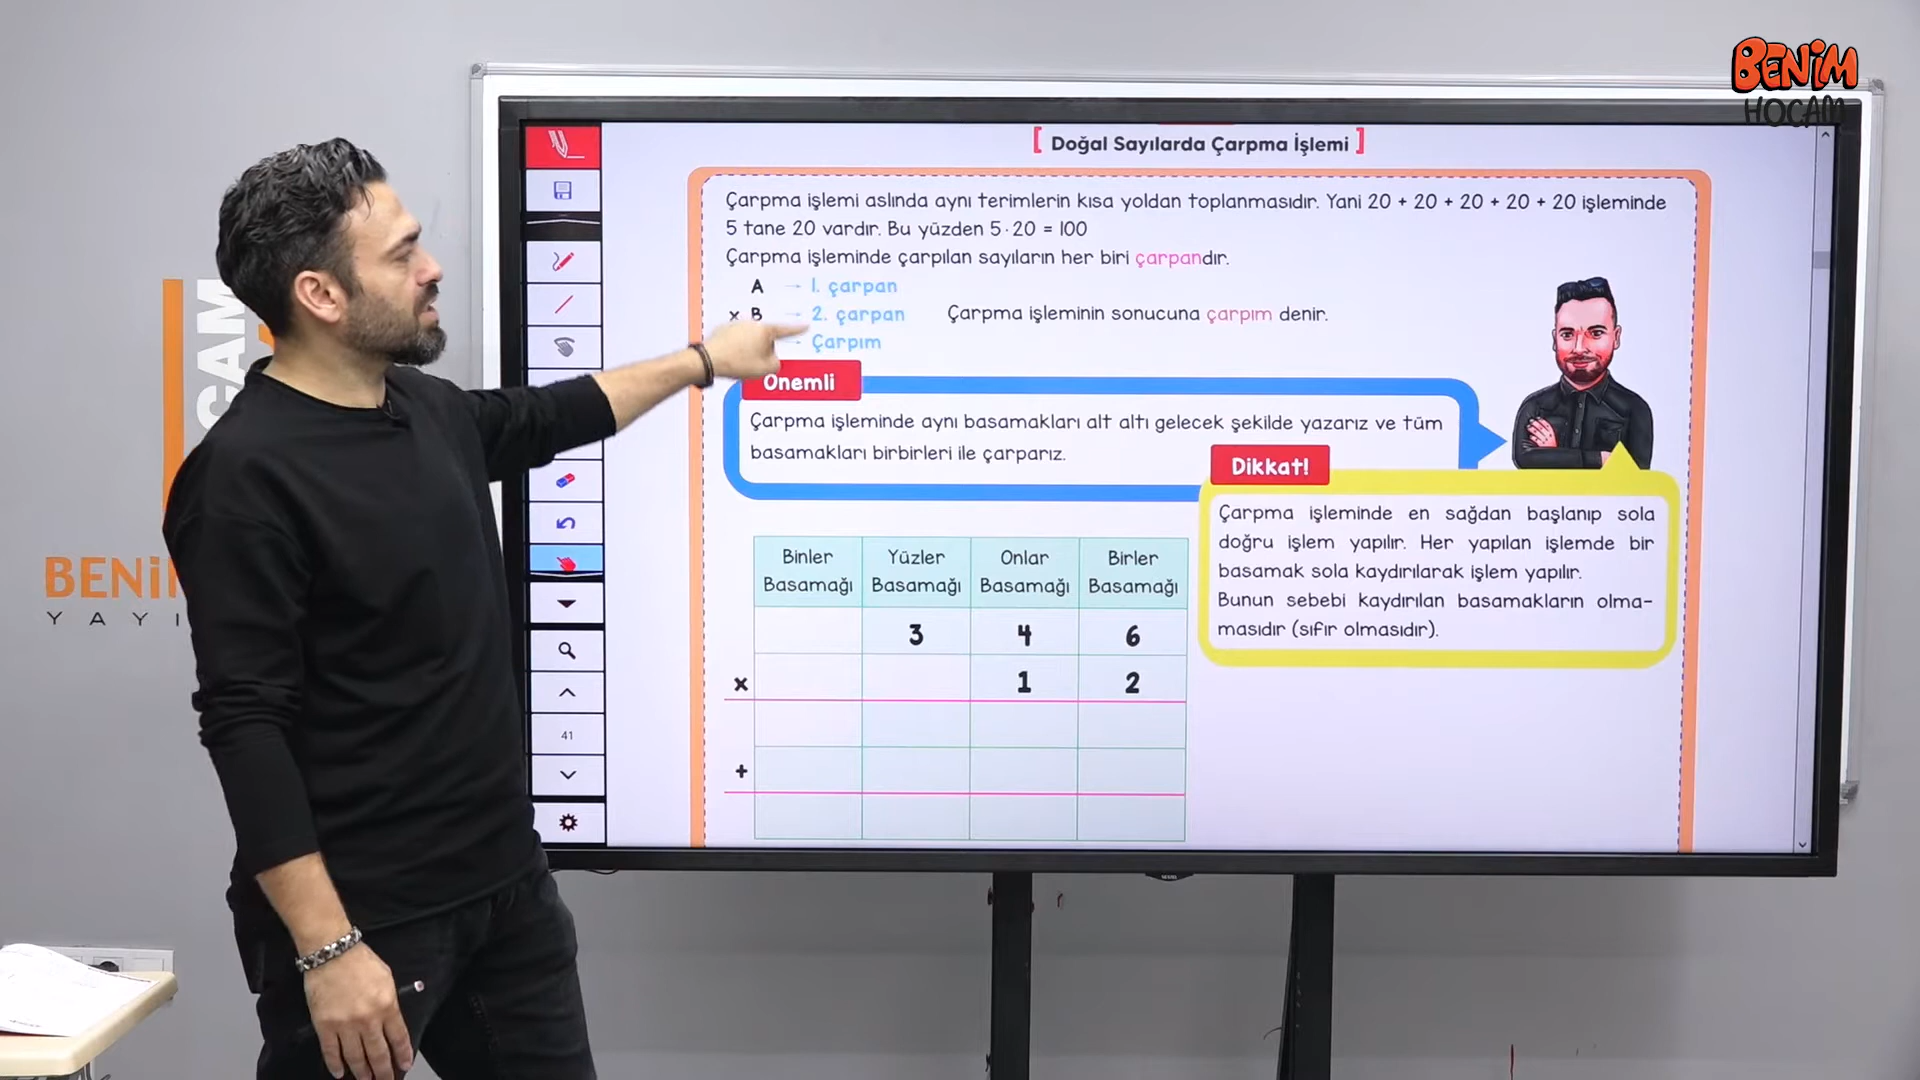 BENiM
HOCAM
[ Doğal Sayılarda Çarpma İşlemi ]
Çarpma işlemi aslında aynı terimlerin kısa yoldan toplanmasıdır. Yani 20 + 20 + 20 + 20 + 20 işleminde
5 tane 20 vardır. Bu yüzden 5 · 20 = 100
Çarpma işleminde çarpılan sayıların her biri çarpandır.
A → 1. çarpan
x B → 2. çarpan Çarpma işleminin sonucuna çarpım denir.
→ Çarpım
Önemli
Çarpma işleminde aynı basamakları alt altı gelecek şekilde yazarız ve tüm
basamakları birbirleri ile çarparız.
Dikkat!
Çarpma işleminde en sağdan başlanıp sola
doğru işlem yapılır. Her yapılan işlemde bir
basamak sola kaydırılarak işlem yapılır.
Bunun sebebi kaydırılan basamakların olma-
masıdır (sıfır olmasıdır).
Binler Basamağı Yüzler Basamağı Onlar Basamağı Birler Basamağı
3 4 6
x 1 2
+
41
CAM
BENi
YAYI